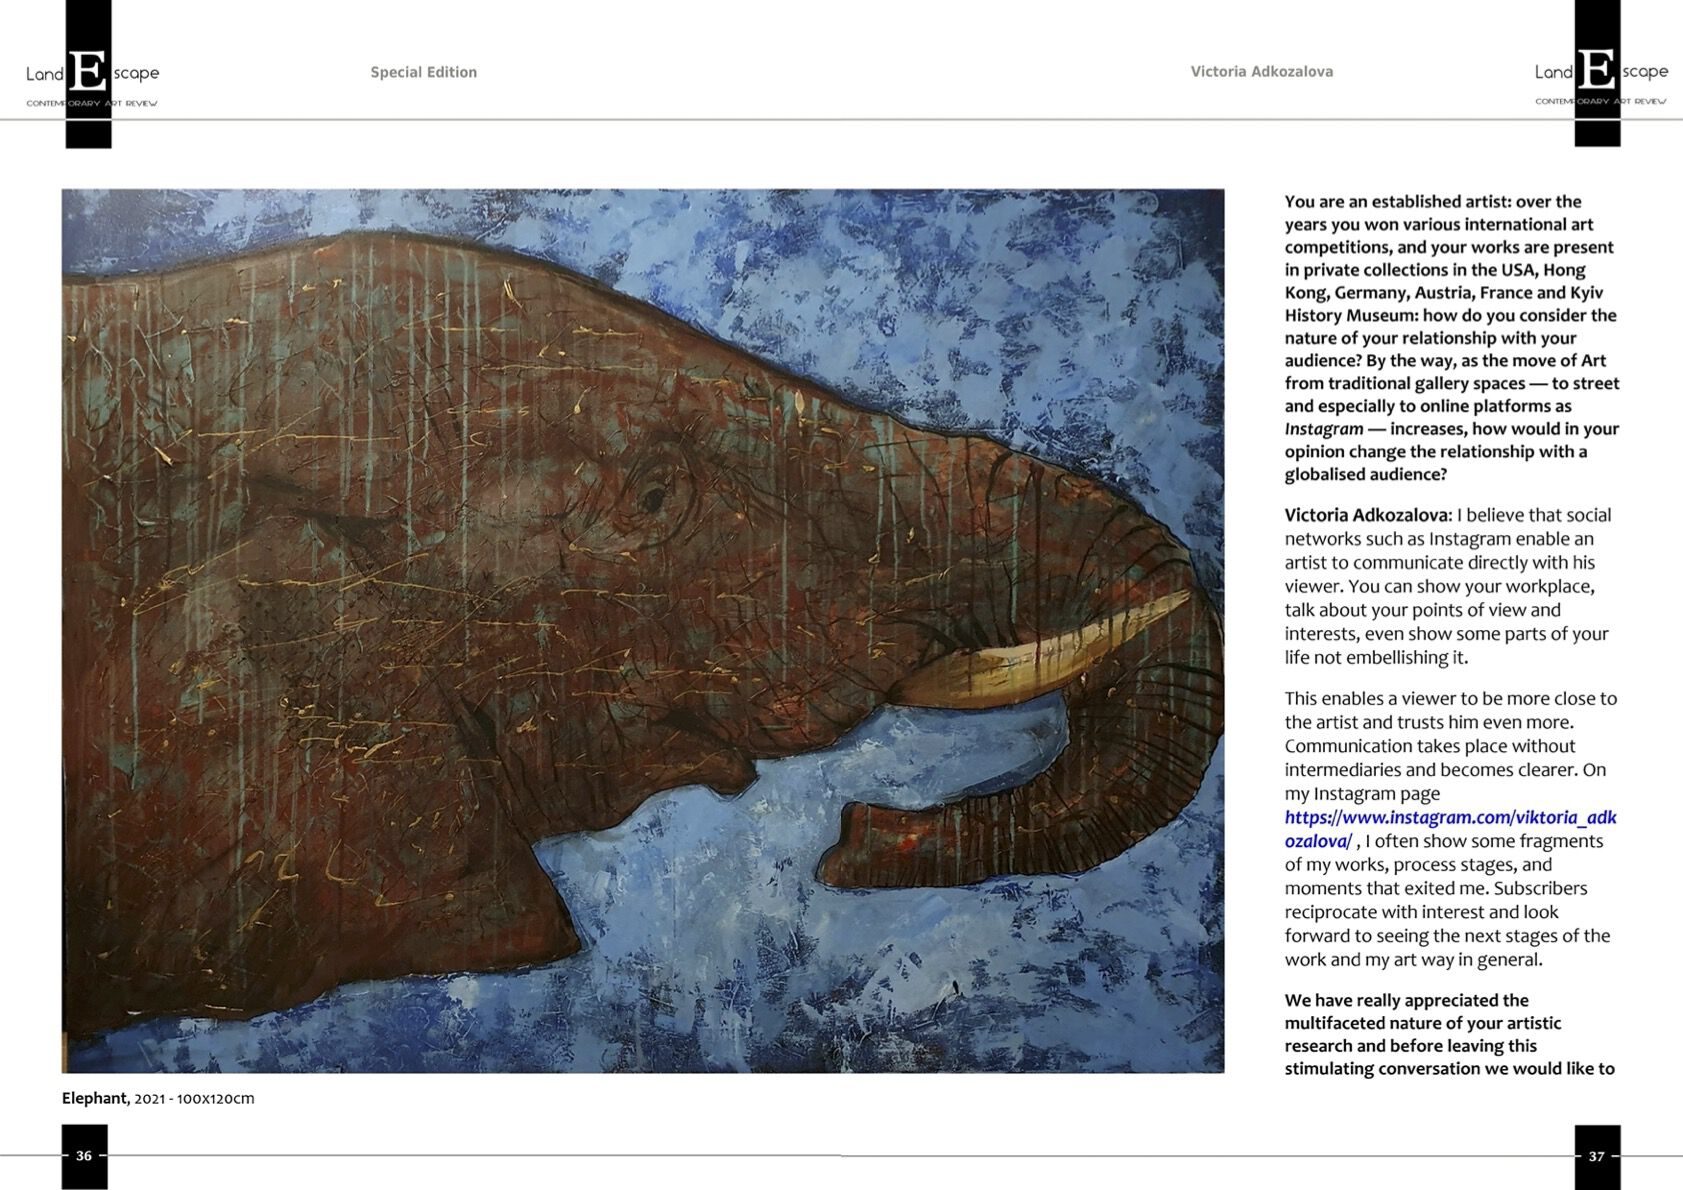 Land E scape
CONTEMPORARY ART REVIEW
Special Edition
Victoria Adkozalova
Land E scape
CONTEMPORARY ART REVIEW
Elephant, 2021 - 100x120cm
You are an established artist: over the
years you won various international art
competitions, and your works are present
in private collections in the USA, Hong
Kong, Germany, Austria, France and Kyiv
History Museum: how do you consider the
nature of your relationship with your
audience? By the way, as the move of Art
from traditional gallery spaces — to street
and especially to online platforms as
Instagram — increases, how would in your
opinion change the relationship with a
globalised audience?
Victoria Adkozalova: I believe that social
networks such as Instagram enable an
artist to communicate directly with his
viewer. You can show your workplace,
talk about your points of view and
interests, even show some parts of your
life not embellishing it.
This enables a viewer to be more close to
the artist and trusts him even more.
Communication takes place without
intermediaries and becomes clearer. On
my Instagram page
https://www.instagram.com/viktoria_adk
ozalova/ , I often show some fragments
of my works, process stages, and
moments that exited me. Subscribers
reciprocate with interest and look
forward to seeing the next stages of the
work and my art way in general.
We have really appreciated the
multifaceted nature of your artistic
research and before leaving this
stimulating conversation we would like to
36
37